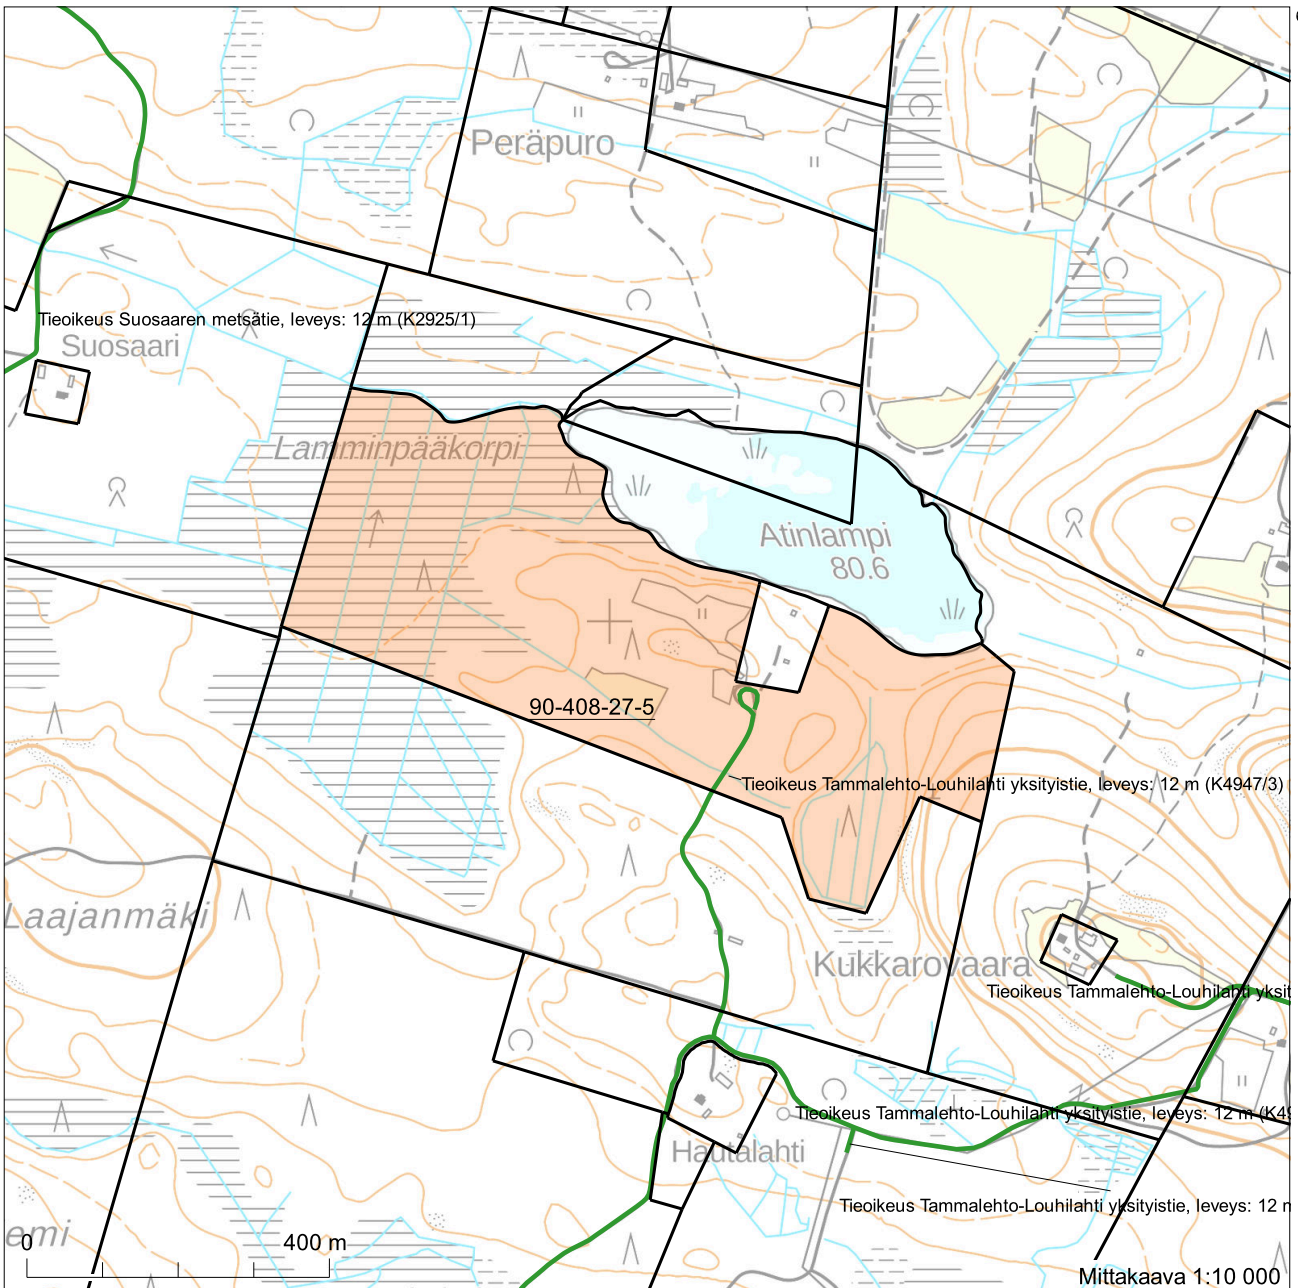 Peräpuro
Tieoikeus Suosaaren metsätie, leveys: 12 m (K2925/1)
Suosaari
Lamminpääkorpi
Atinlampi
80.6
90-408-27-5
Tieoikeus Tammalehto-Louhilahti yksityistie, leveys: 12 m (K4947/3)
Laajanmäki
Kukkarovaara
Tieoikeus Tammalehto-Louhilahti yksit
Tieoikeus Tammalehto-Louhilahti yksityistie, leveys: 12 m (K49
Hautalahti
Tieoikeus Tammalehto-Louhilahti yksityistie, leveys: 12 m
emi
0 400 m
Mittakaava 1:10 000